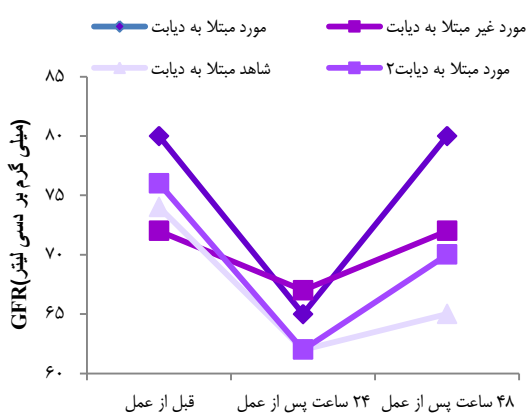 مورد مبتلا به دیابت
مورد غیر مبتلا به دیابت
شاهد مبتلا به دیابت
مورد مبتلا به دیابت۲
۸۵
۸۰
۷۵
۷۰
۶۵
۶۰
GFR(میلی گرم بر دسی لیتر)
قبل از عمل
۲۴ ساعت پس از عمل
۴۸ ساعت پس از عمل